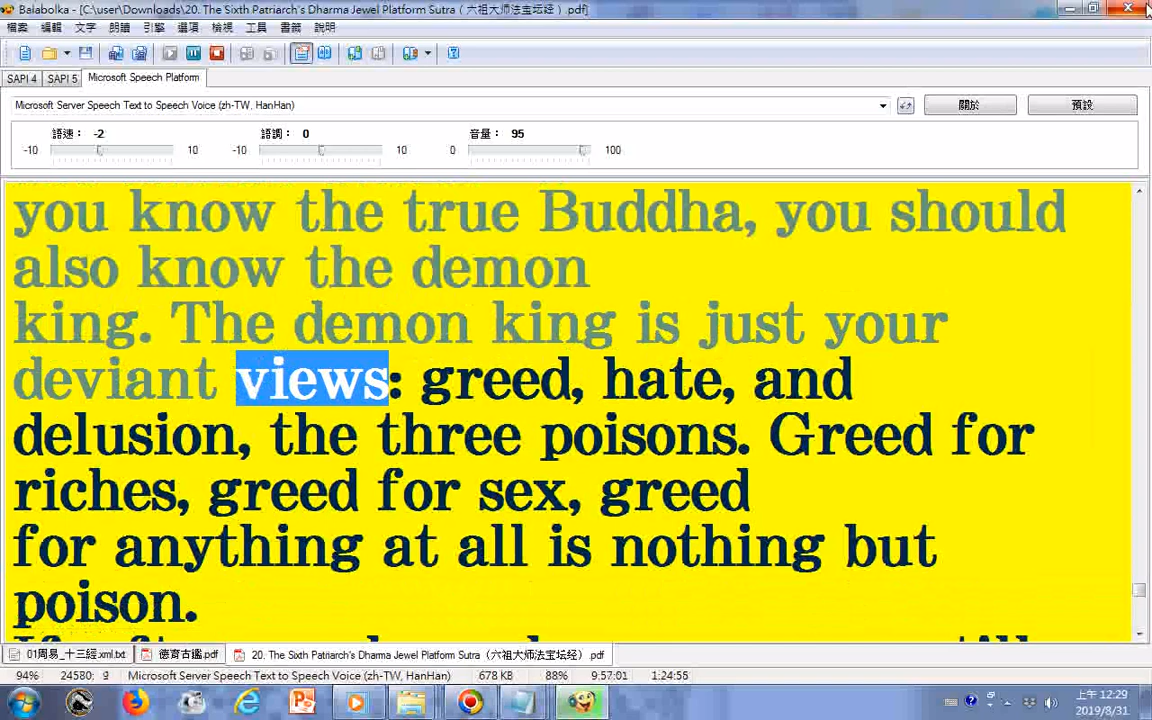 Balabolka - [C:\user\Downloads\20. The Sixth Patriarch's Dharma Jewel Platform Sutra（六祖大师法宝坛经）.pdf]
檔案 編輯 文字 朗讀 引擎 選項 檢視 工具 書籤 說明
SAPI 4 SAPI 5 Microsoft Speech Platform
Microsoft Server Speech Text to Speech Voice (zh-TW, HanHan) 關於 預設
語速： -2 語調： 0 音量： 95
-10 10 -10 10 0 100
you know the true Buddha, you should
also know the demon
king. The demon king is just your
deviant views: greed, hate, and
delusion, the three poisons. Greed for
riches, greed for sex, greed
for anything at all is nothing but
poison.
01周易_十三經.xml.txt 德育古鑑.pdf 20. The Sixth Patriarch's Dharma Jewel Platform Sutra（六祖大师法宝坛经）.pdf
94% 24580: 9 Microsoft Server Speech Text to Speech Voice (zh-TW, HanHan) 678 KB 88% 9:57:01 1:24:55
上午 12:29
2019/8/31